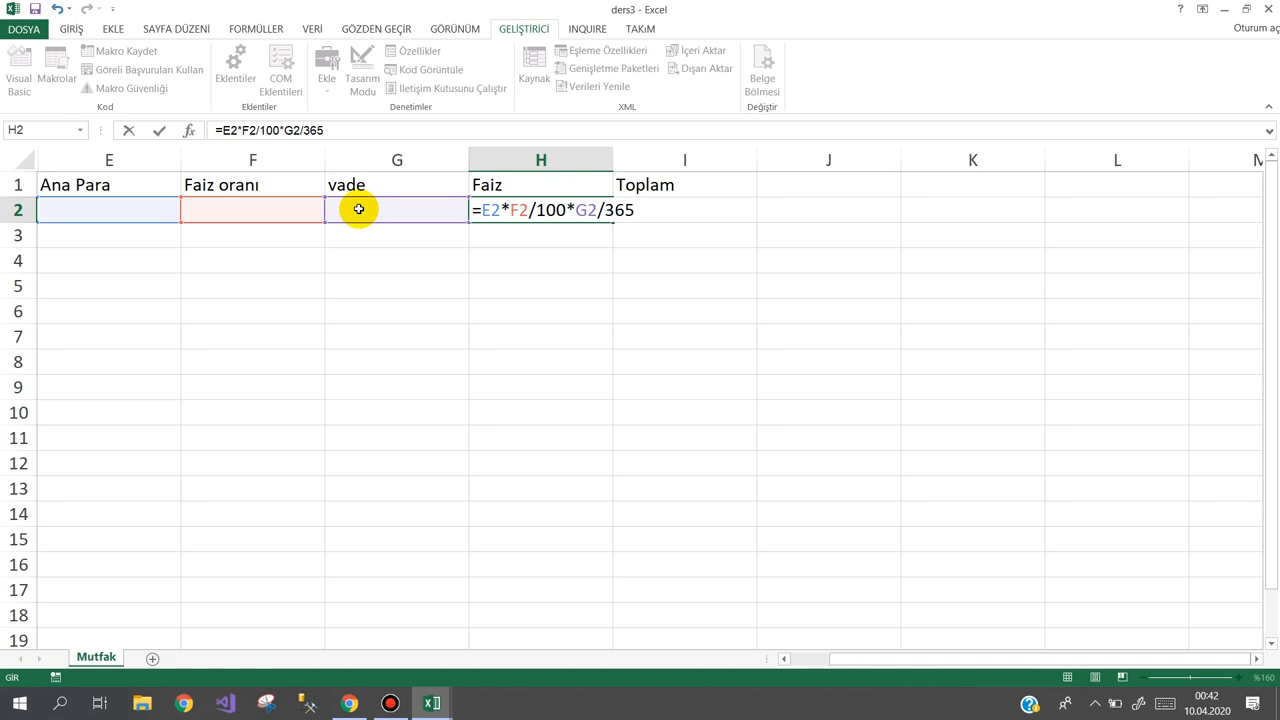 ders3 - Excel
?
DOSYA GİRİŞ EKLE SAYFA DÜZENİ FORMÜLLER VERİ GÖZDEN GEÇİR GÖRÜNÜM GELİŞTİRİCİ INQUIRE TAKIM
Oturum aç
Visual Basic
Makrolar
Makro Kaydet
Göreli Başvuruları Kullan
Makro Güvenliği
Kod
Eklentiler
COM Eklentileri
Eklentiler
Ekle
Tasarım Modu
Özellikler
Kod Görüntüle
İletişim Kutusunu Çalıştır
Denetimler
Kaynak
Eşleme Özellikleri
Genişletme Paketleri
Verileri Yenile
İçeri Aktar
Dışarı Aktar
XML
Belge Bölmesi
Değiştir
H2 fx =E2*F2/100*G2/365
E F G H I J K L M
1 Ana Para Faiz oranı vade Faiz Toplam
2 =E2*F2/100*G2/365
3
4
5
6
7
8
9
10
11
12
13
14
15
16
17
18
19
Mutfak
GİR
%160
00:42
10.04.2020